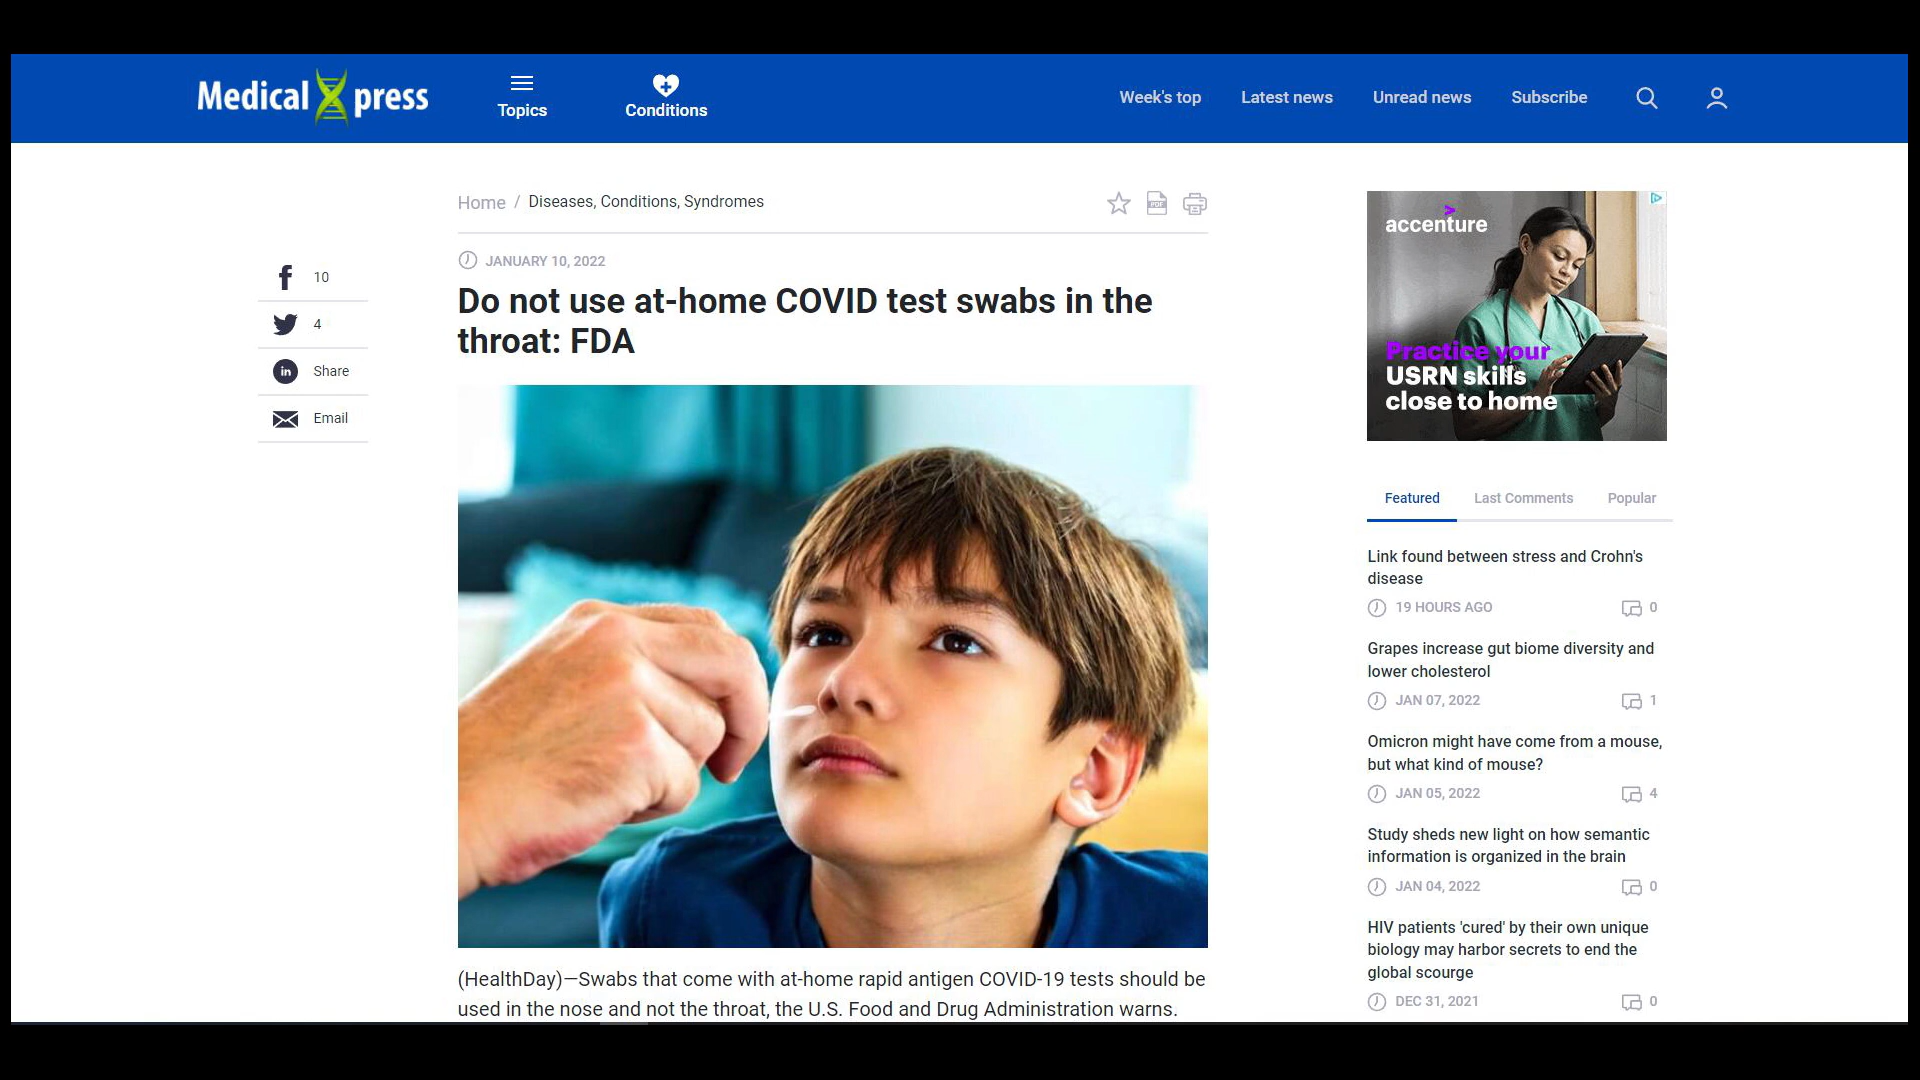 Medical Xpress
Topics
Conditions
Week's top
Latest news
Unread news
Subscribe
Home / Diseases, Conditions, Syndromes
PDF
JANUARY 10, 2022
Do not use at-home COVID test swabs in the
throat: FDA
f 10
4
in Share
Email
(HealthDay)—Swabs that come with at-home rapid antigen COVID-19 tests should be
used in the nose and not the throat, the U.S. Food and Drug Administration warns.
accenture
Practice your
USRN skills
close to home
Featured
Last Comments
Popular
Link found between stress and Crohn's
disease
19 HOURS AGO 0
Grapes increase gut biome diversity and
lower cholesterol
JAN 07, 2022 1
Omicron might have come from a mouse,
but what kind of mouse?
JAN 05, 2022 4
Study sheds new light on how semantic
information is organized in the brain
JAN 04, 2022 0
HIV patients 'cured' by their own unique
biology may harbor secrets to end the
global scourge
DEC 31, 2021 0